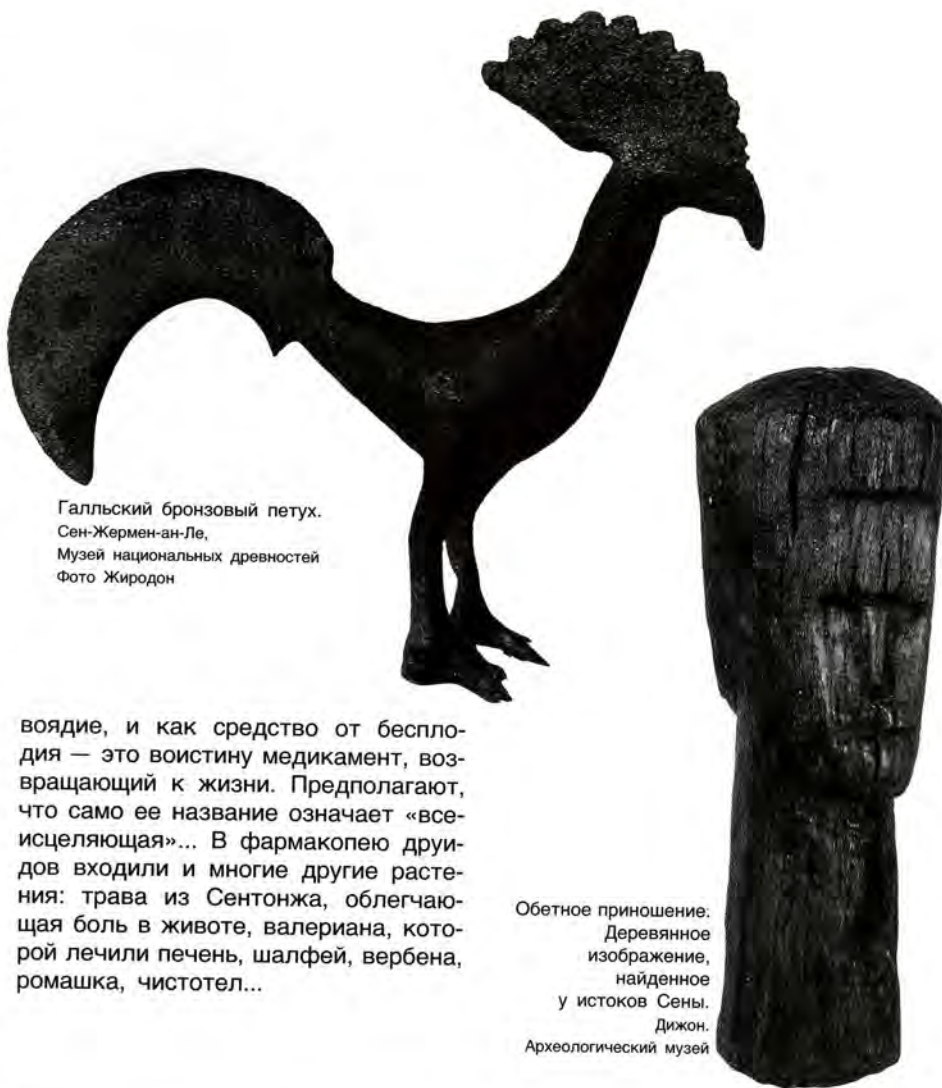 Галльский бронзовый петух.
Сен-Жермен-ан-Ле,
Музей национальных древностей
Фото Жиродон
воядие, и как средство от беспло-
дия — это воистину медикамент, воз-
вращающий к жизни. Предполагают,
что само ее название означает «все-
исцеляющая»... В фармакопею друи-
дов входили и многие другие расте-
ния: трава из Сентонжа, облегчаю-
щая боль в животе, валериана, кото-
рой лечили печень, шалфей, вербена,
ромашка, чистотел...
Обетное приношение:
Деревянное
изображение,
найденное
у истоков Сены.
Дижон.
Археологический музей